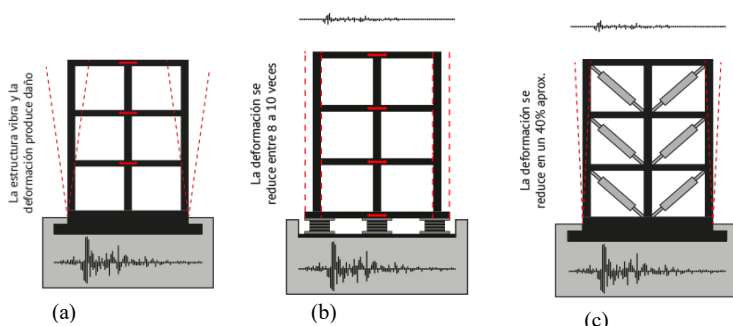 La estructura vibra y la
deformación produce daño
(a)
La deformación se
reduce entre 8 a 10 veces
(b)
La deformación se
reduce en un 40% aprox.
(c)